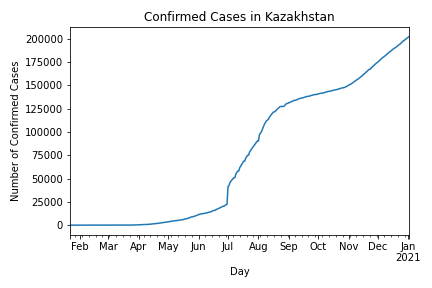 Confirmed Cases in Kazakhstan
Number of Confirmed Cases
200000
175000
150000
125000
100000
75000
50000
25000
0
Feb Mar Apr May Jun Jul Aug Sep Oct Nov Dec Jan
2021
Day